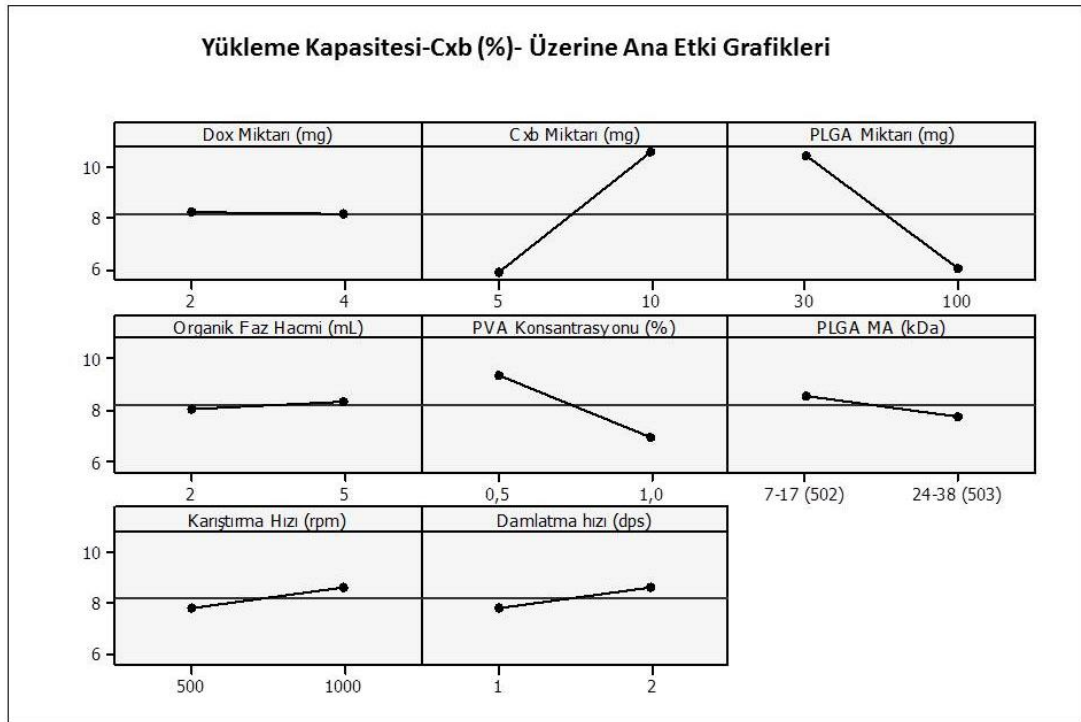 Yükleme Kapasitesi-Cxb (%)- Üzerine Ana Etki Grafikleri
Dox Miktarı (mg) Cxb Miktarı (mg) PLGA Miktarı (mg)
10
8
6
2 4 5 10 30 100
Organik Faz Hacmi (mL) PVA Konsantrasyonu (%) PLGA MA (kDa)
10
8
6
2 5 0,5 1,0 7-17 (502) 24-38 (503)
Karıştırma Hızı (rpm) Damlatma hızı (dps)
10
8
6
500 1000 1 2